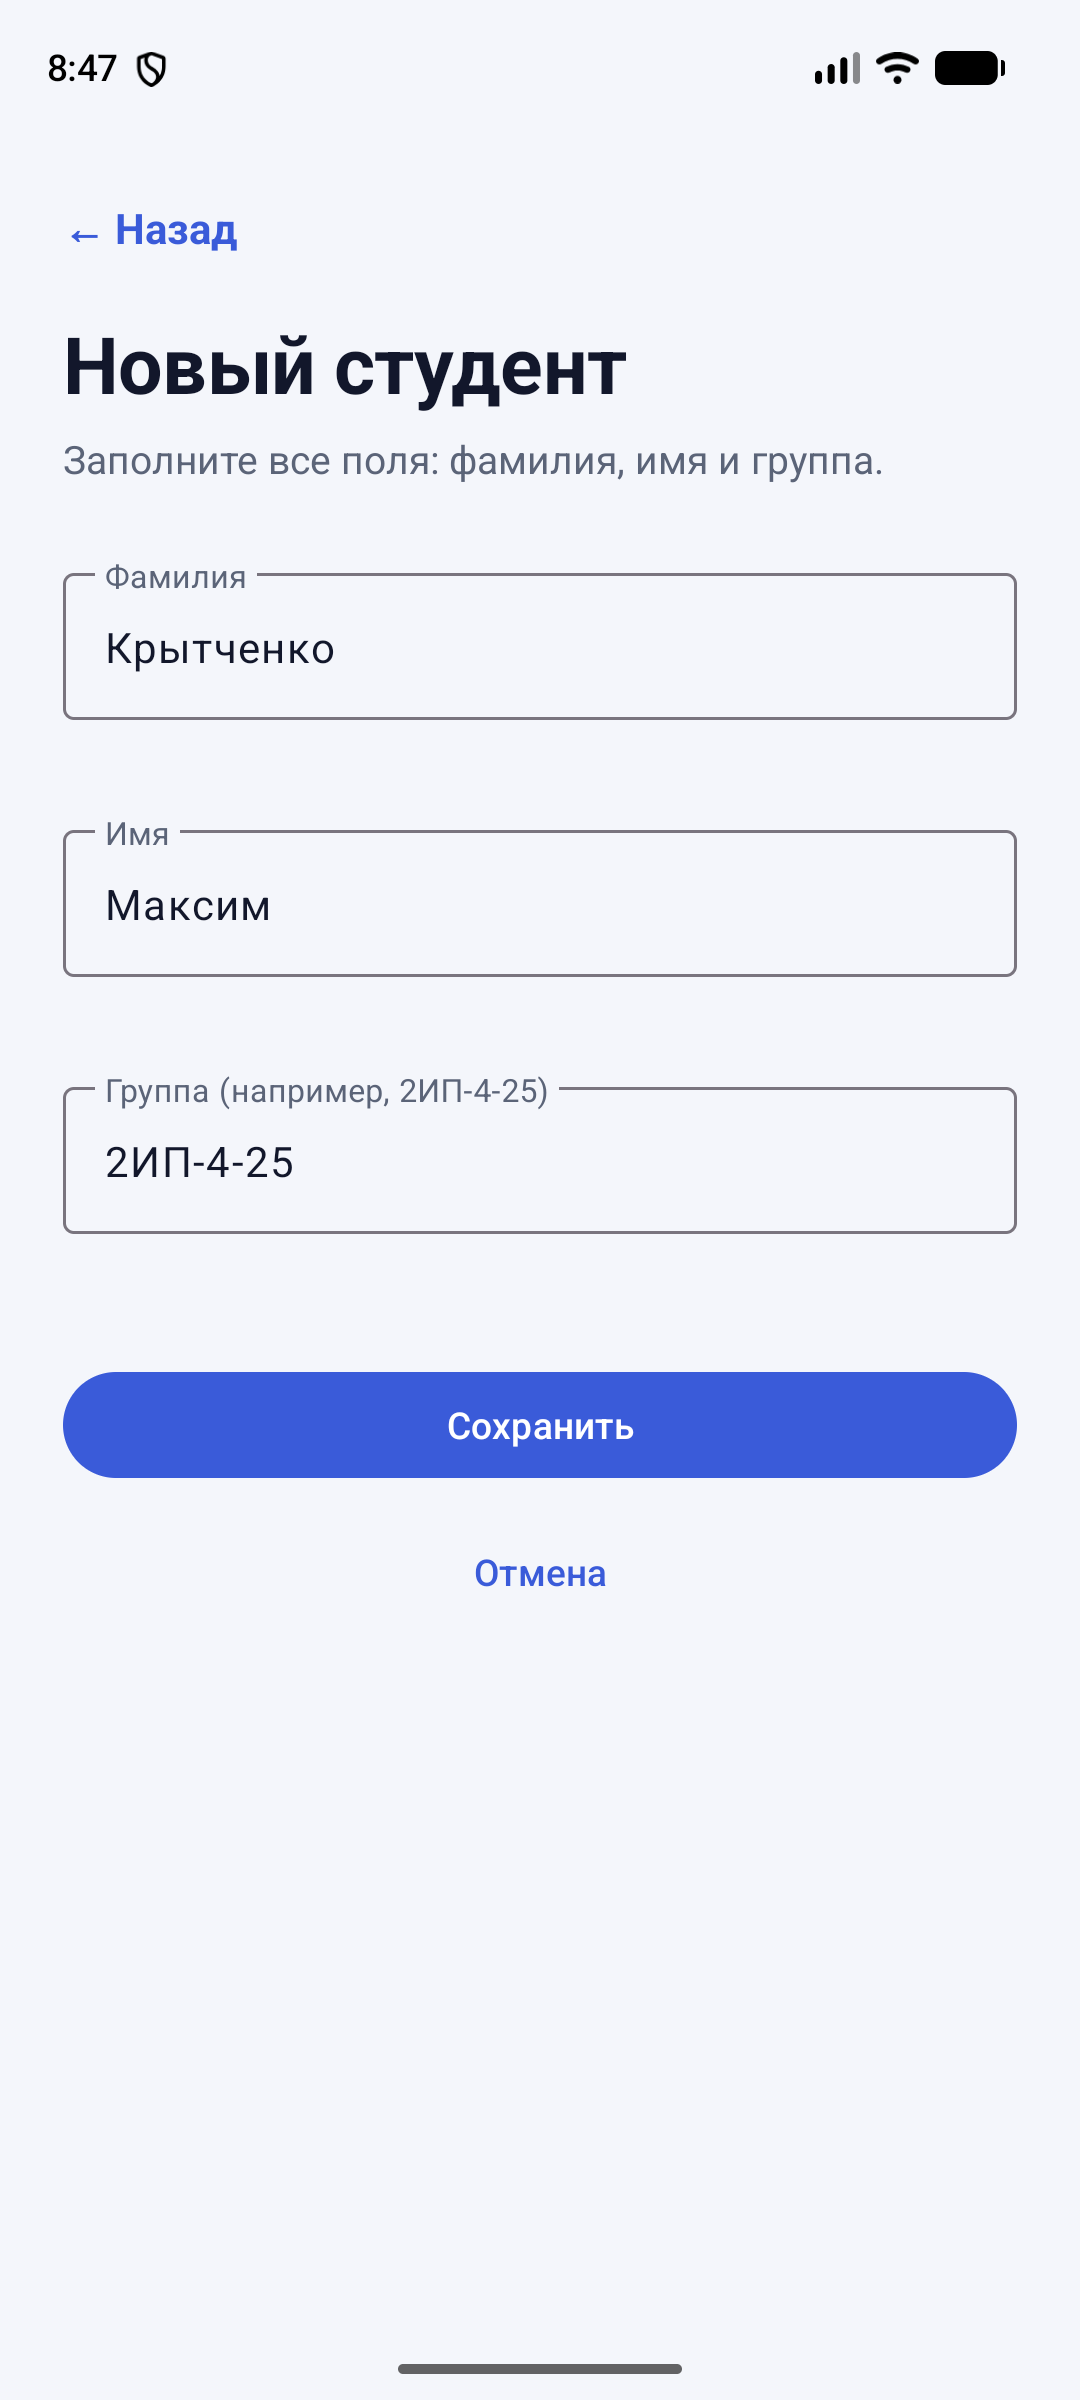 8:47
← Назад
Новый студент
Заполните все поля: фамилия, имя и группа.
Фамилия
Крытченко
Имя
Максим
Группа (например, 2ИП-4-25)
2ИП-4-25
Сохранить
Отмена